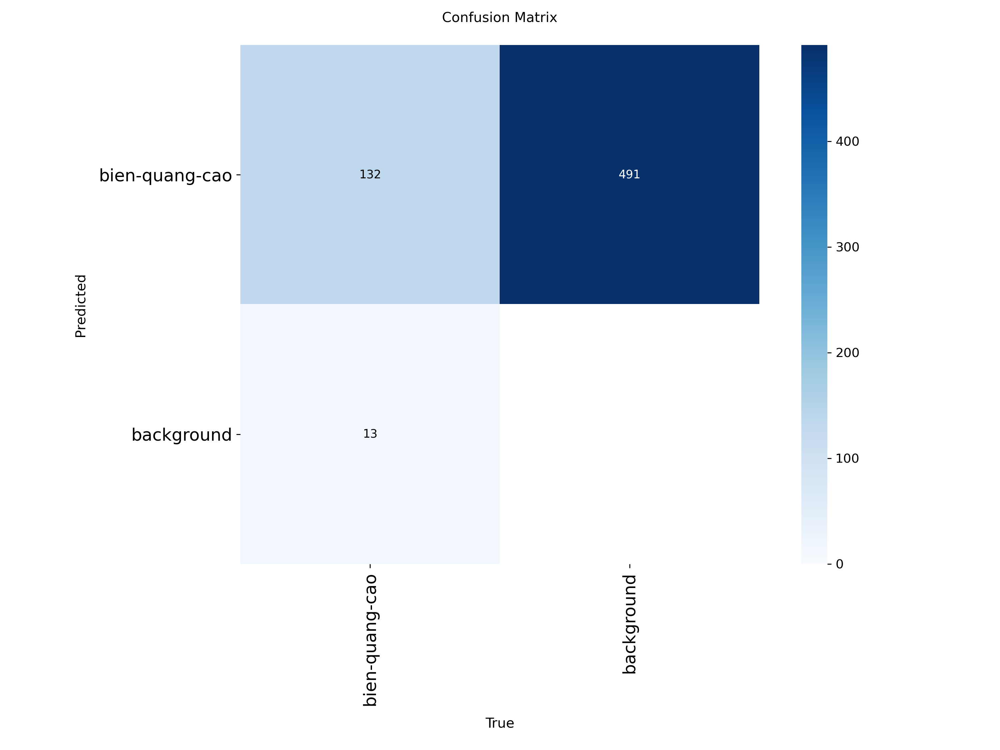 Confusion Matrix
bien-quang-cao
132
491
background
13
Predicted
400
300
200
100
0
bien-quang-cao
background
True